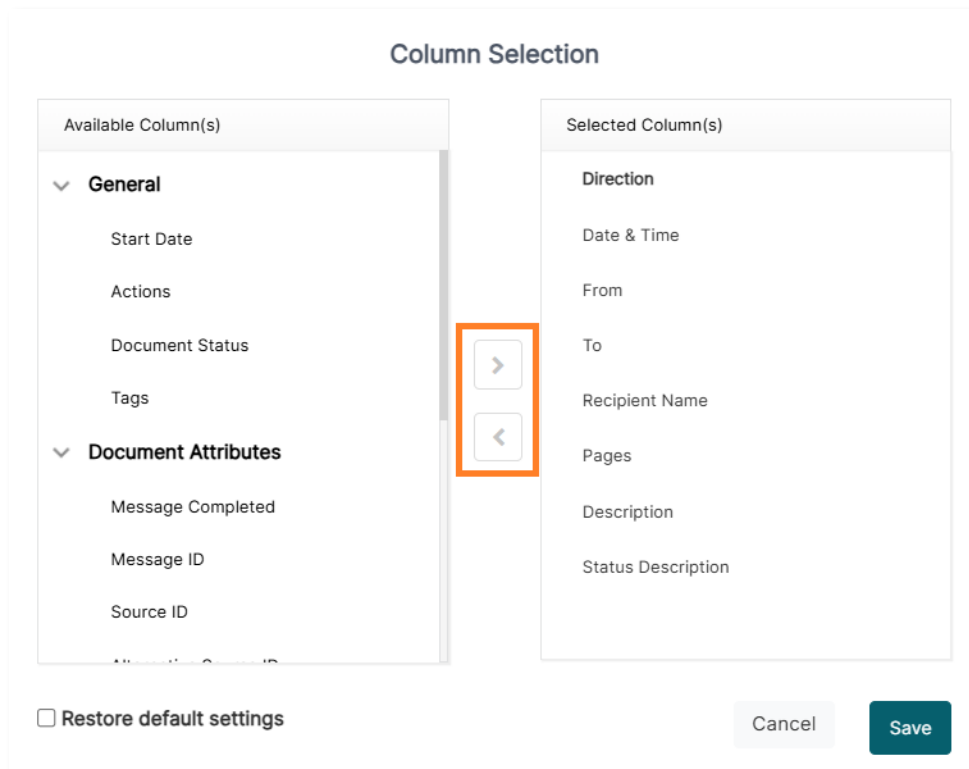 Column Selection
Available Column(s)
General
Start Date
Actions
Document Status
Tags
Document Attributes
Message Completed
Message ID
Source ID
Selected Column(s)
Direction
Date & Time
From
To
Recipient Name
Pages
Description
Status Description
Restore default settings
Cancel
Save